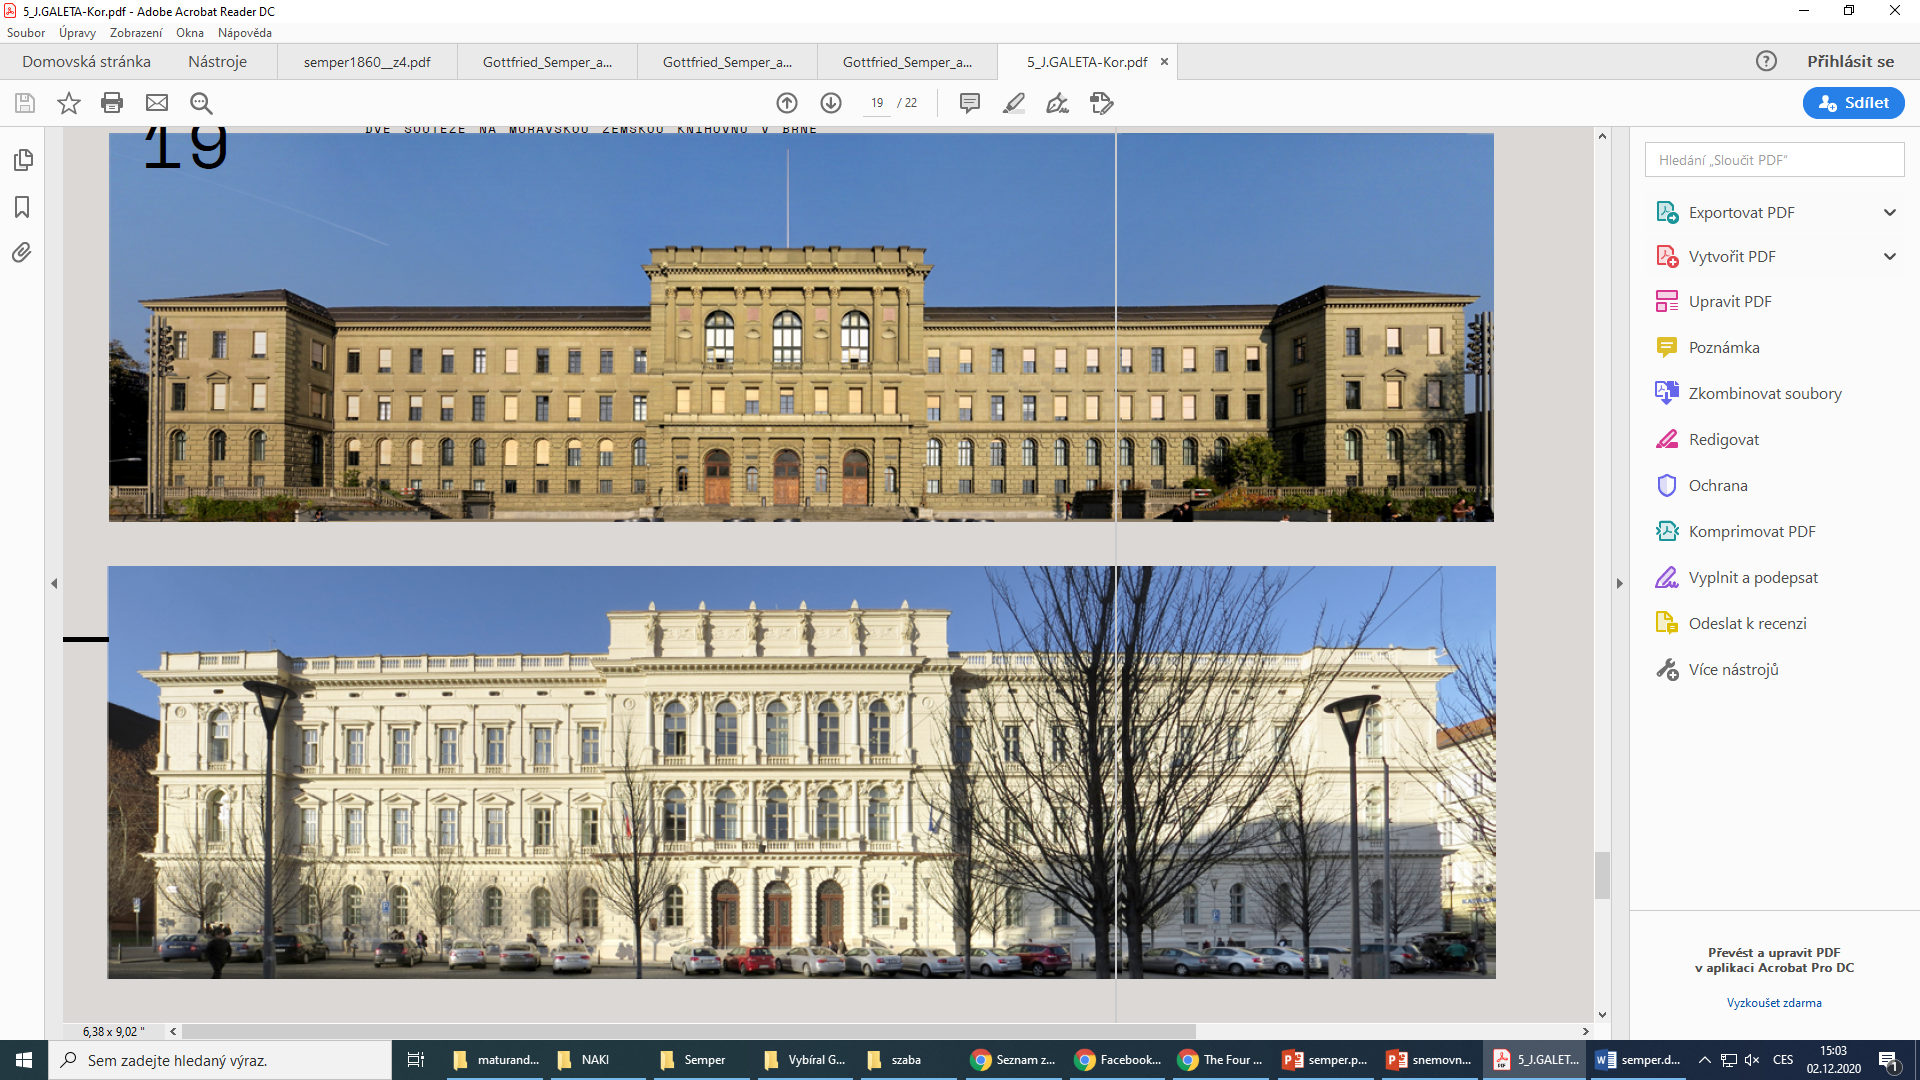 5_J.GALETA-Kor.pdf - Adobe Acrobat Reader DC
Soubor Úpravy Zobrazení Okna Nápověda
Domovská stránka Nástroje semper1860__z4.pdf Gottfried_Semper_a... Gottfried_Semper_a... Gottfried_Semper_a... 5_J.GALETA-Kor.pdf Přihlásit se
19 / 22 Sdílet
19 DVĚ SOUTĚŽE NA MORAVSKOU ZEMSKOU KNIHOVNU V BRNĚ
Hledání „Sloučit PDF"
Exportovat PDF
Vytvořit PDF
Upravit PDF
Poznámka
Zkombinovat soubory
Redigovat
Ochrana
Komprimovat PDF
Vyplnit a podepsat
Odeslat k recenzi
Více nástrojů
Převést a upravit PDF
v aplikaci Acrobat Pro DC
Vyzkoušet zdarma
6,38 x 9,02 "
Sem zadejte hledaný výraz. maturand... NAKI Semper Vybíral G... szaba Seznam z... Facebook... The Four ... semper.p... snemovn... 5_J.GALET... semper.d... CES 15:03
02.12.2020 1